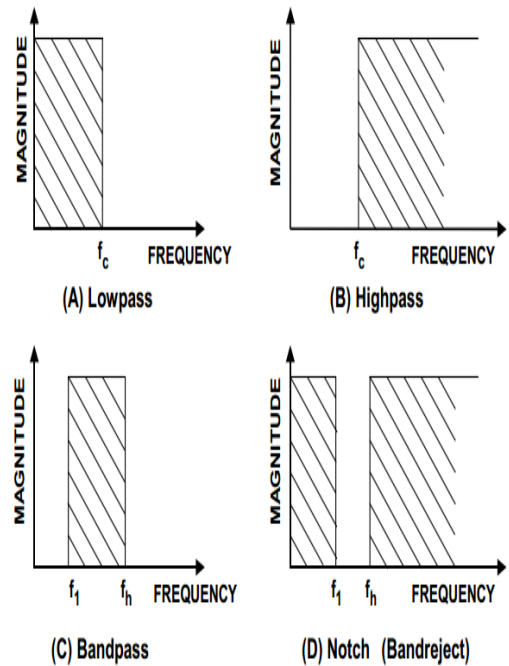 MAGNITUDE
f_c FREQUENCY
(A) Lowpass
MAGNITUDE
f_c FREQUENCY
(B) Highpass
MAGNITUDE
f_1 f_h FREQUENCY
(C) Bandpass
MAGNITUDE
f_1 f_h FREQUENCY
(D) Notch (Bandreject)